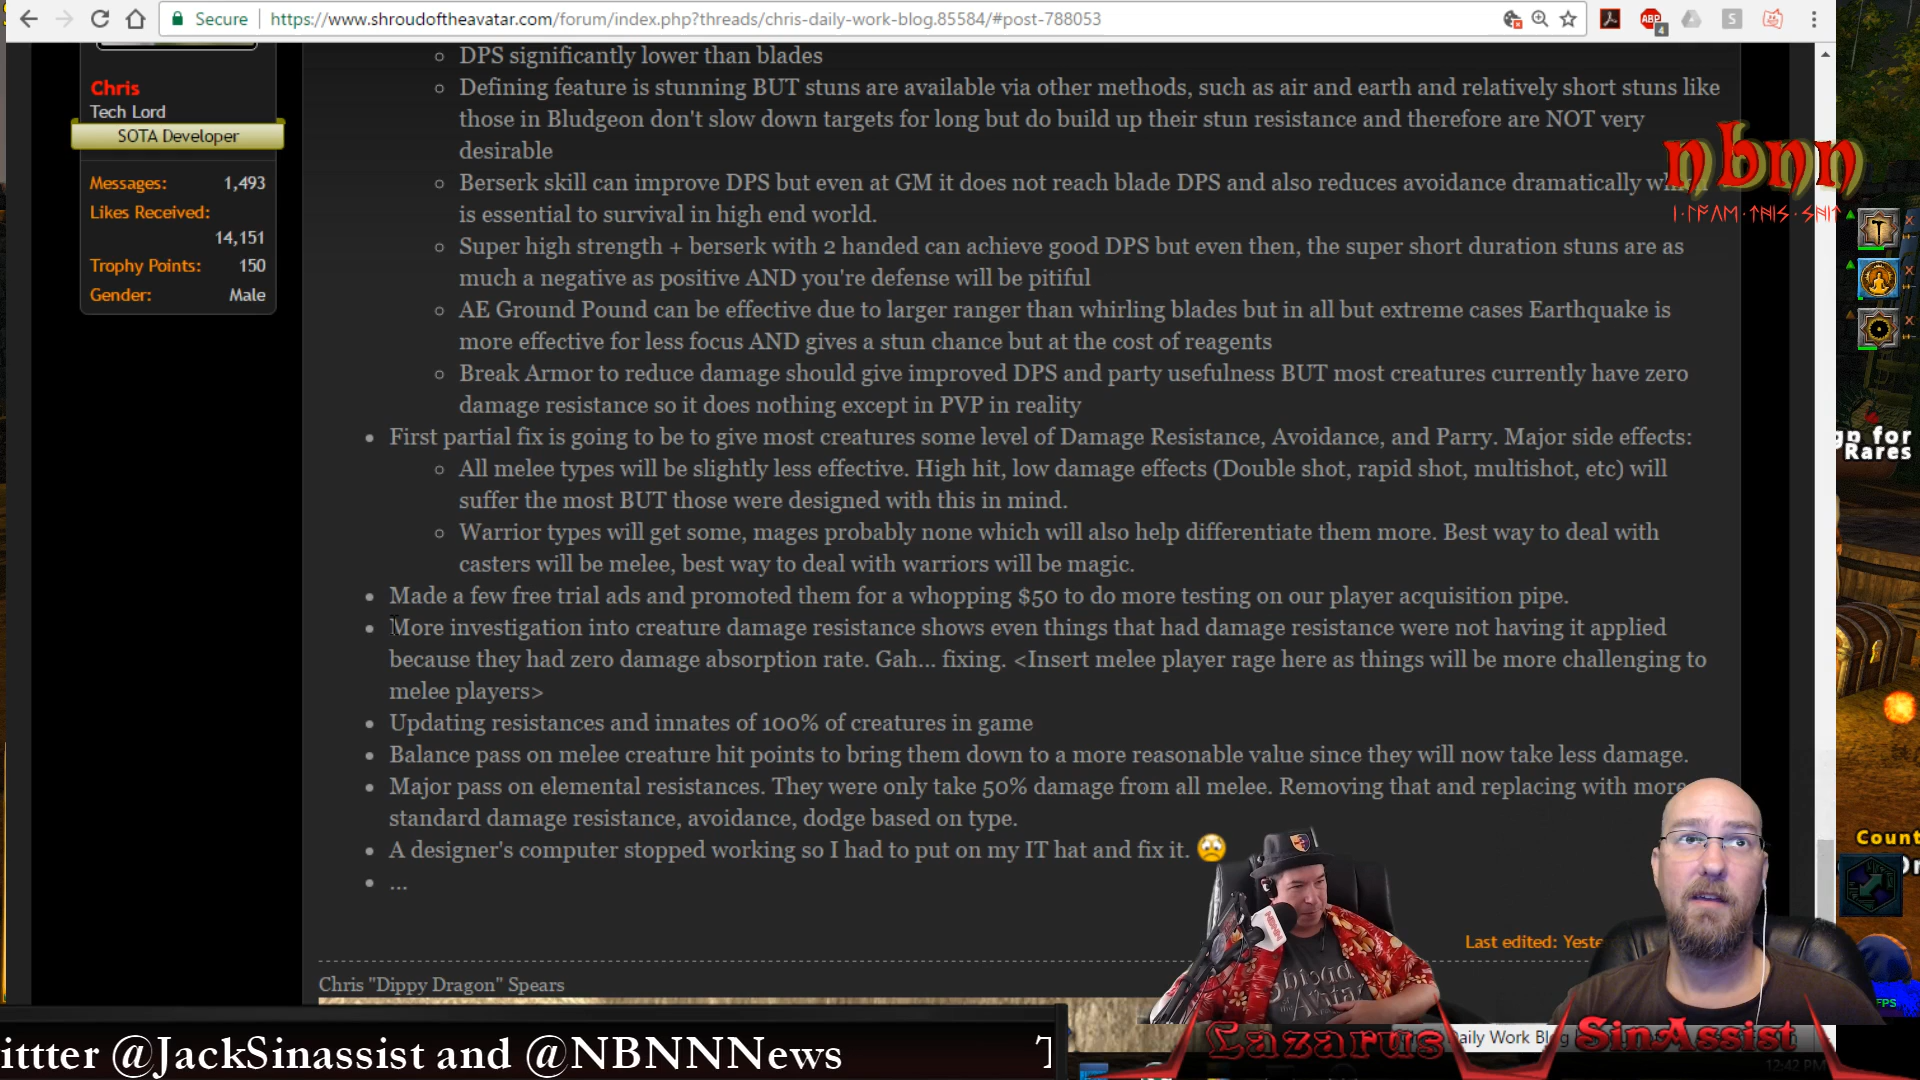 Secure
https://www.shroudoftheavatar.com/forum/index.php?threads/chris-daily-work-blog.85584/#post-788053
ABP
4
S
Chris
Tech Lord
SOTA Developer
Messages: 1,493
Likes Received:
14,151
Trophy Points: 150
Gender: Male
DPS significantly lower than blades
Defining feature is stunning BUT stuns are available via other methods, such as air and earth and relatively short stuns like
those in Bludgeon don't slow down targets for long but do build up their stun resistance and therefore are NOT very
desirable
Berserk skill can improve DPS but even at GM it does not reach blade DPS and also reduces avoidance dramatically
is essential to survival in high end world.
Super high strength + berserk with 2 handed can achieve good DPS but even then, the super short duration stuns are as
much a negative as positive AND you're defense will be pitiful
AE Ground Pound can be effective due to larger ranger than whirling blades but in all but extreme cases Earthquake is
more effective for less focus AND gives a stun chance but at the cost of reagents
Break Armor to reduce damage should give improved DPS and party usefulness BUT most creatures currently have zero
damage resistance so it does nothing except in PVP in reality
First partial fix is going to be to give most creatures some level of Damage Resistance, Avoidance, and Parry. Major side effects:
All melee types will be slightly less effective. High hit, low damage effects (Double shot, rapid shot, multishot, etc) will
suffer the most BUT those were designed with this in mind.
Warrior types will get some, mages probably none which will also help differentiate them more. Best way to deal with
casters will be melee, best way to deal with warriors will be magic.
Made a few free trial ads and promoted them for a whopping $50 to do more testing on our player acquisition pipe.
More investigation into creature damage resistance shows even things that had damage resistance were not having it applied
because they had zero damage absorption rate. Gah... fixing. <Insert melee player rage here as things will be more challenging to
melee players>
Updating resistances and innates of 100% of creatures in game
Balance pass on melee creature hit points to bring them down to a more reasonable value since they will now take less damage.
Major pass on elemental resistances. They were only take 50% damage from all melee. Removing that and replacing with more
standard damage resistance, avoidance, dodge based on type.
A designer's computer stopped working so I had to put on my IT hat and fix it.
...
Last edited: Yeste
Chris "Dippy Dragon" Spears
nbnn
ᛁ·ᛚᚩᚠᛖ·ᛏᚻᛁᛋ·ᛋᚻᛁᛏ
gn for
Rares
Count
NBNN
Lazarus
Daily Work Blog
SinAssist
FPS
12:42 PM
ittter @JackSinassist and @NBNNNews